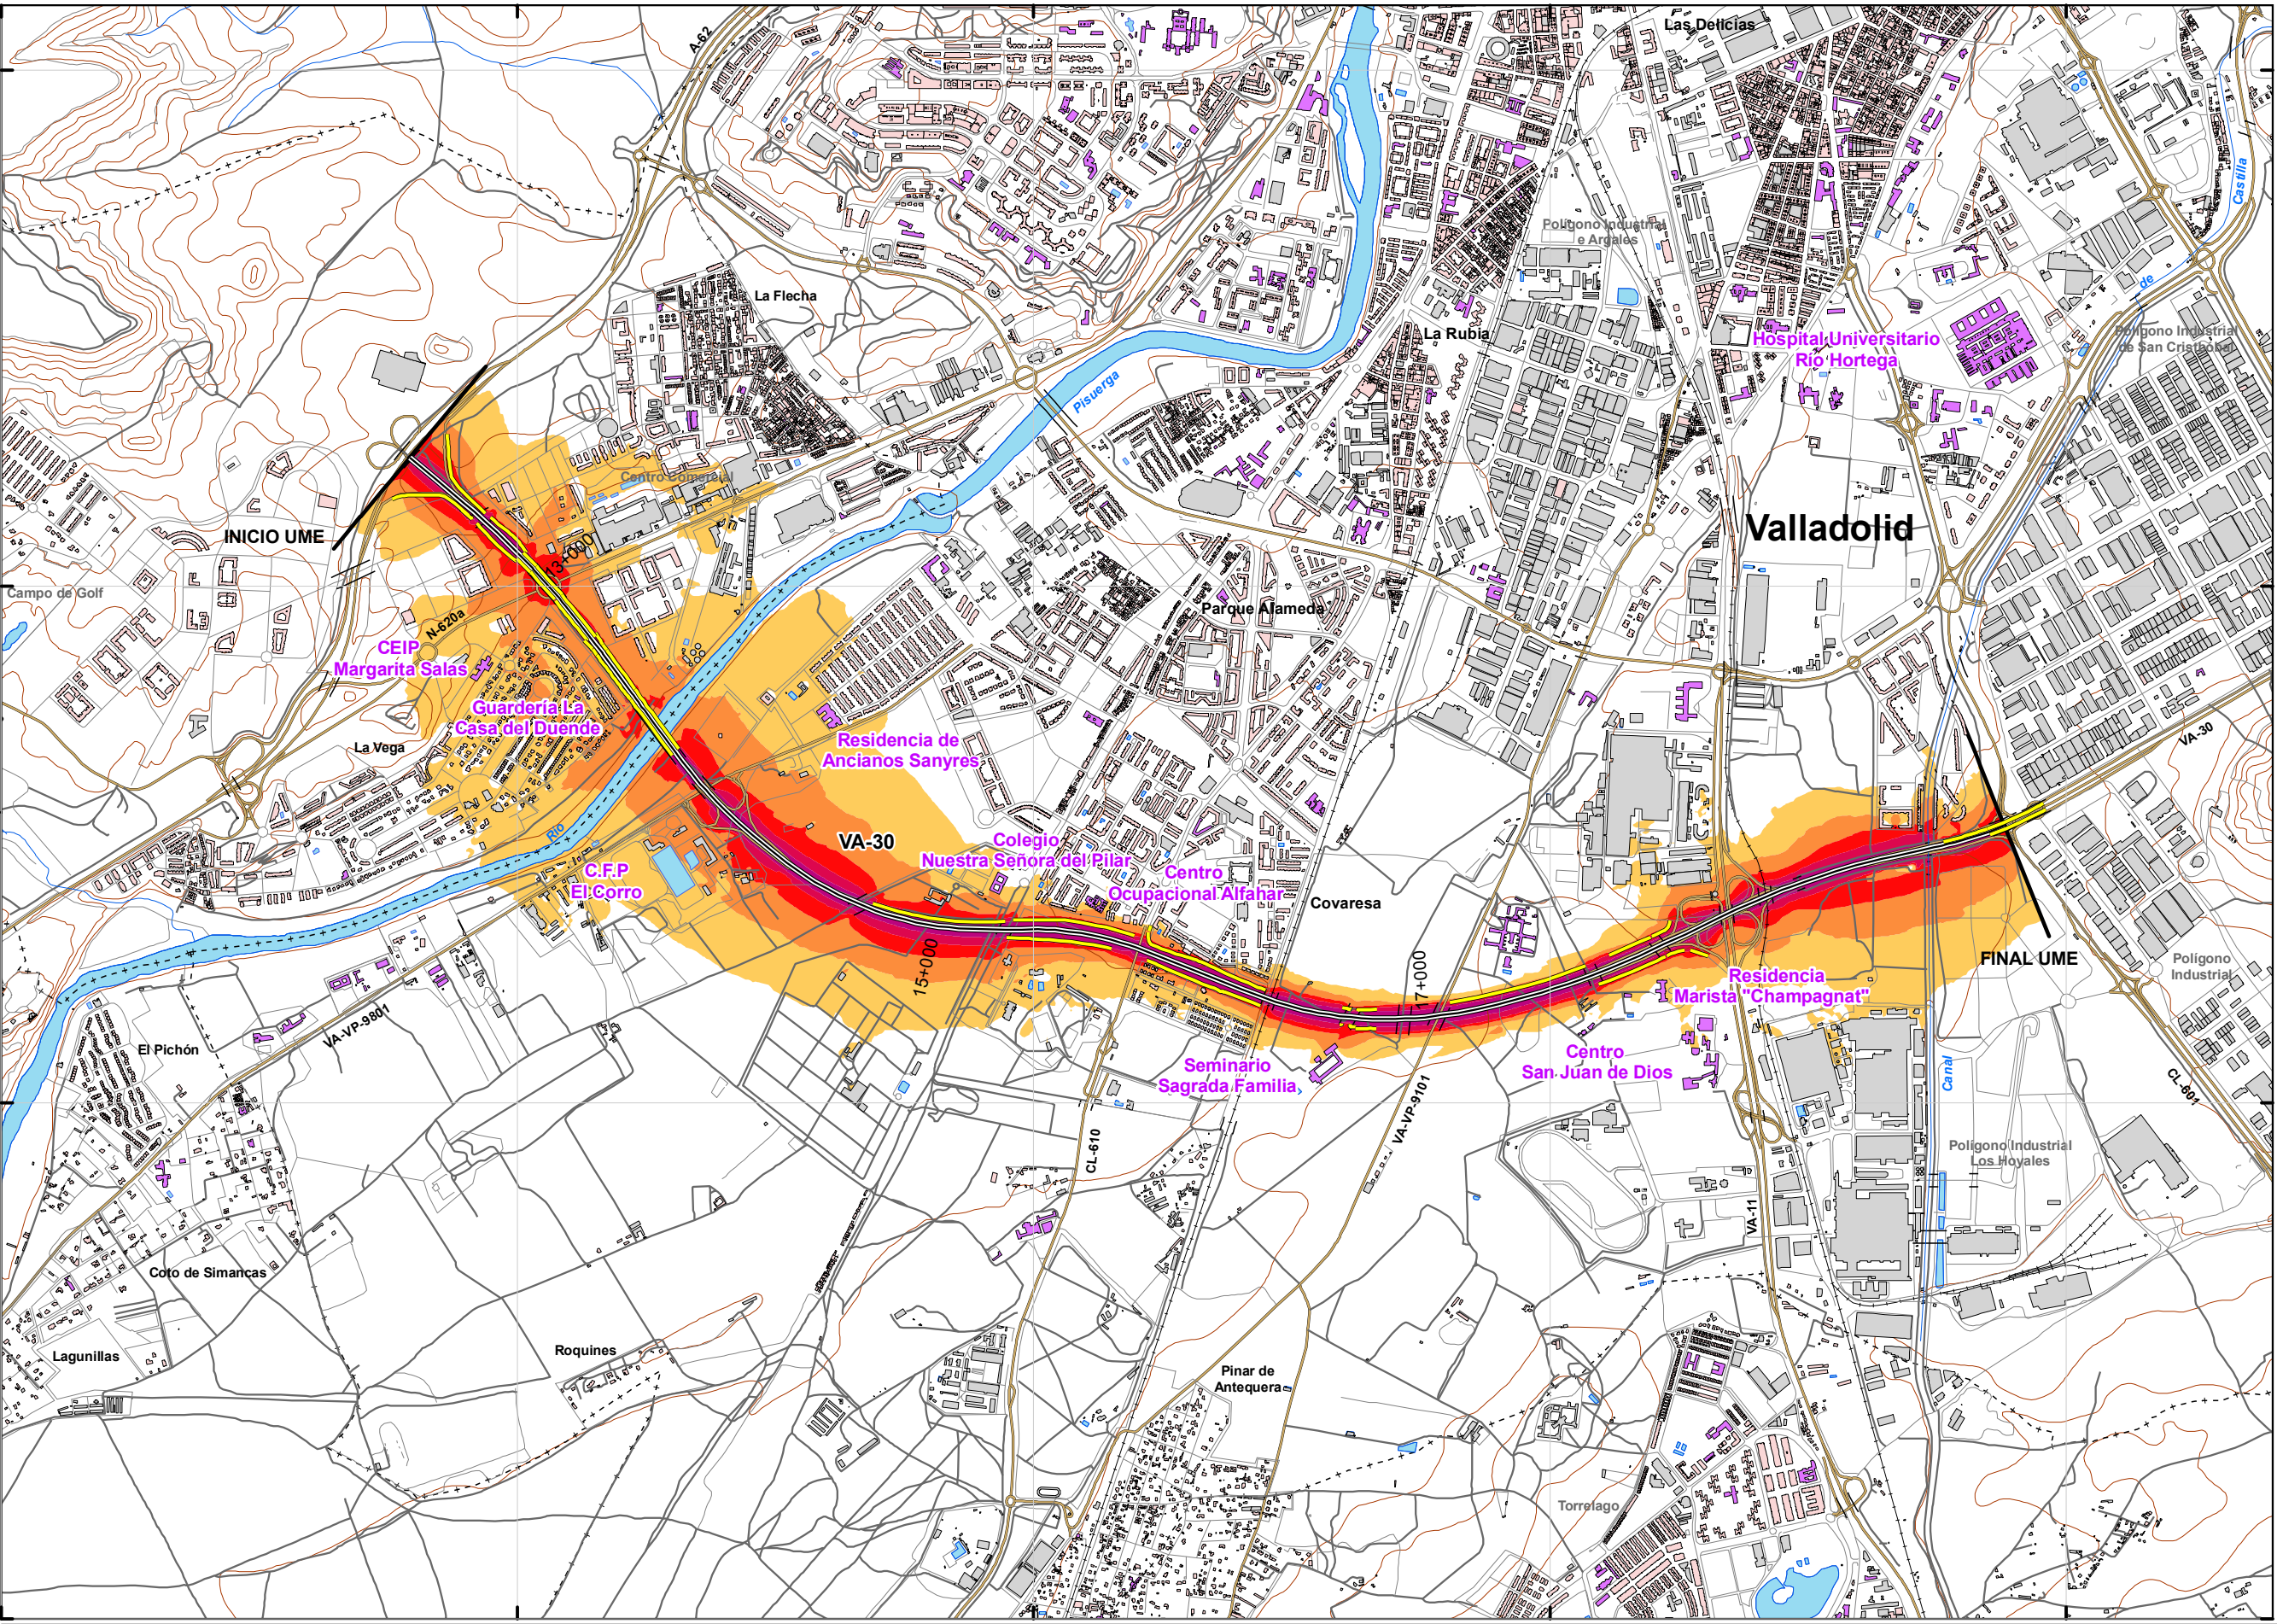 Las Delicias
A-62
Castilla
Polígono Industrial
e Argales
de
La Flecha
La Rubia
Hospital Universitario
Río Hortega
Polígono Industrial
de San Cristóbal
Pisuerga
Centro Comercial
INICIO UME
Valladolid
13+000
Campo de Golf
N-620a
Parque Alameda
CEIP
Margarita Salas
Guardería La
Casa del Duende
La Vega
Residencia de
Ancianos Sanyres
VA-30
Río
VA-30
Colegio
Nuestra Señora del Pilar
C.F.P
El Corro
Centro
Ocupacional Alfahar
Covaresa
15+000
17+000
FINAL UME
Polígono
Industrial
Residencia
Marista "Champagnat"
VA-VP-9801
El Pichón
Seminario
Sagrada Familia
Centro
San Juan de Dios
Canal
CL-601
VA-VP-9101
CL-610
Polígono Industrial
Los Hoyales
VA-11
Coto de Simancas
Lagunillas
Roquines
Pinar de
Antequera
Torrelago